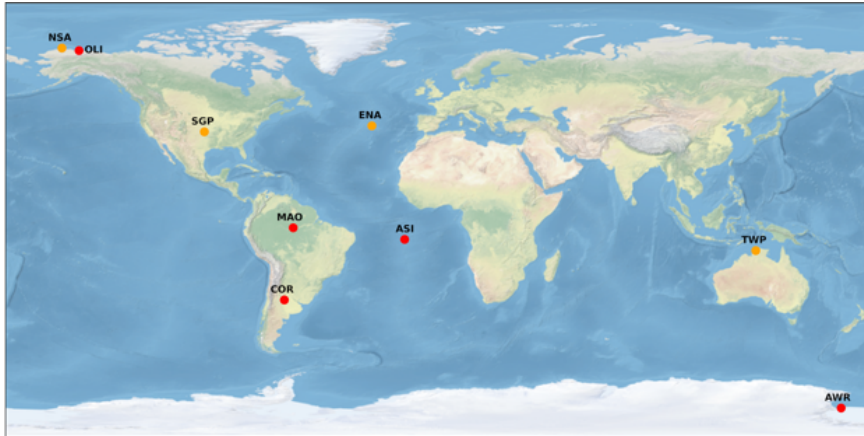 NSA
OLI
SGP
ENA
MAO
ASI
TWP
COR
AWR